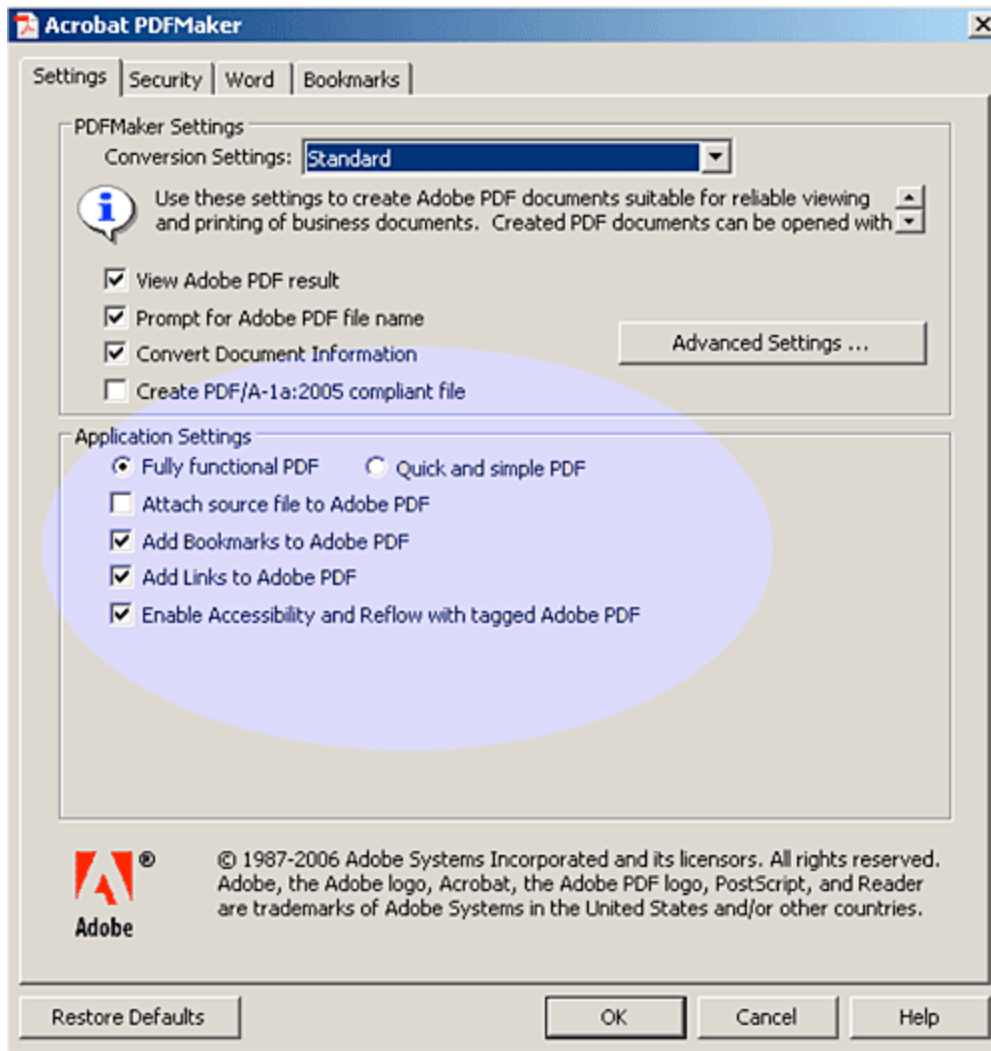 Acrobat PDFMaker
Settings Security Word Bookmarks
PDFMaker Settings
Conversion Settings: Standard
Use these settings to create Adobe PDF documents suitable for reliable viewing
and printing of business documents. Created PDF documents can be opened with
View Adobe PDF result
Prompt for Adobe PDF file name
Convert Document Information
Advanced Settings ...
Create PDF/A-1a:2005 compliant file
Application Settings
Fully functional PDF Quick and simple PDF
Attach source file to Adobe PDF
Add Bookmarks to Adobe PDF
Add Links to Adobe PDF
Enable Accessibility and Reflow with tagged Adobe PDF
® © 1987-2006 Adobe Systems Incorporated and its licensors. All rights reserved.
Adobe, the Adobe logo, Acrobat, the Adobe PDF logo, PostScript, and Reader
are trademarks of Adobe Systems in the United States and/or other countries.
Adobe
Restore Defaults OK Cancel Help